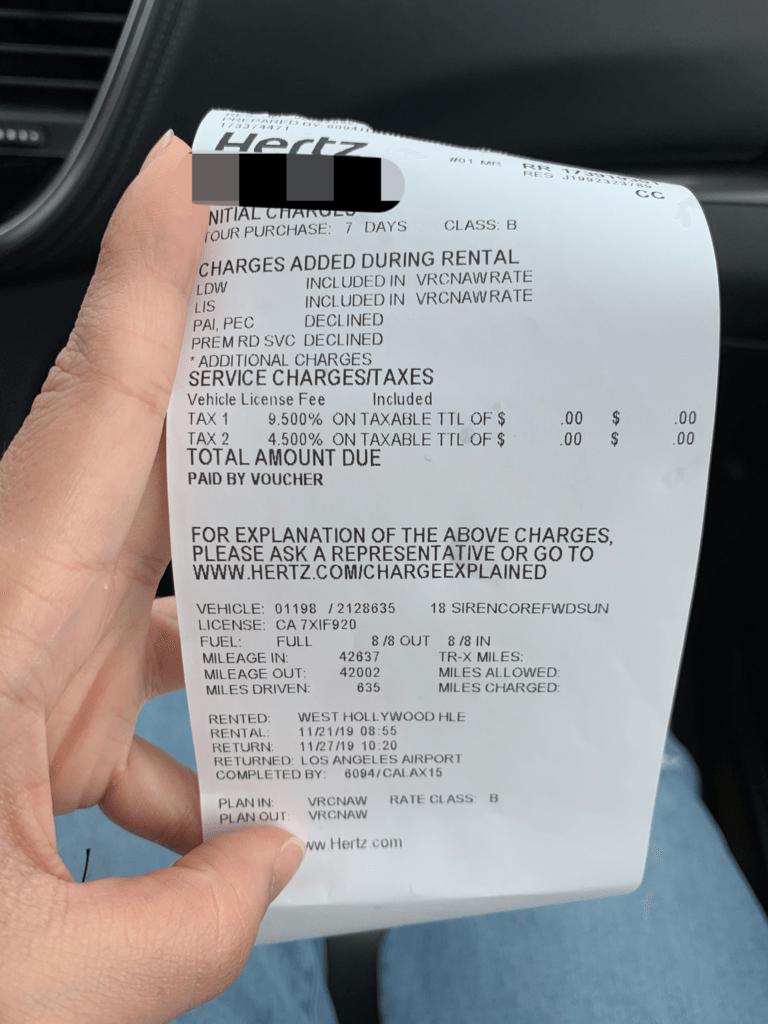 PREPARED BY: 6094/
173374471
Hertz
#01 MR
RR
RES J1992323789
CC
INITIAL CHARGES
TOUR PURCHASE: 7 DAYS CLASS: B
CHARGES ADDED DURING RENTAL
LDW INCLUDED IN VRCNAW RATE
LIS INCLUDED IN VRCNAW RATE
PAI, PEC DECLINED
PREM RD SVC DECLINED
* ADDITIONAL CHARGES
SERVICE CHARGES/TAXES
Vehicle License Fee Included
TAX 1 9.500% ON TAXABLE TTL OF $ .00 $ .00
TAX 2 4.500% ON TAXABLE TTL OF $ .00 $ .00
TOTAL AMOUNT DUE
PAID BY VOUCHER
FOR EXPLANATION OF THE ABOVE CHARGES,
PLEASE ASK A REPRESENTATIVE OR GO TO
WWW.HERTZ.COM/CHARGEEXPLAINED
VEHICLE: 01198 / 2128635 18 SIRENCOREFWDSUN
LICENSE: CA 7XIF920
FUEL: FULL 8 /8 OUT 8 /8 IN
MILEAGE IN: 42637 TR-X MILES:
MILEAGE OUT: 42002 MILES ALLOWED:
MILES DRIVEN: 635 MILES CHARGED:
RENTED: WEST HOLLYWOOD HLE
RENTAL: 11/21/19 08:55
RETURN: 11/27/19 10:20
RETURNED: LOS ANGELES AIRPORT
COMPLETED BY: 6094/CALAX15
PLAN IN: VRCNAW RATE CLASS: B
PLAN OUT: VRCNAW
ww Hertz.com